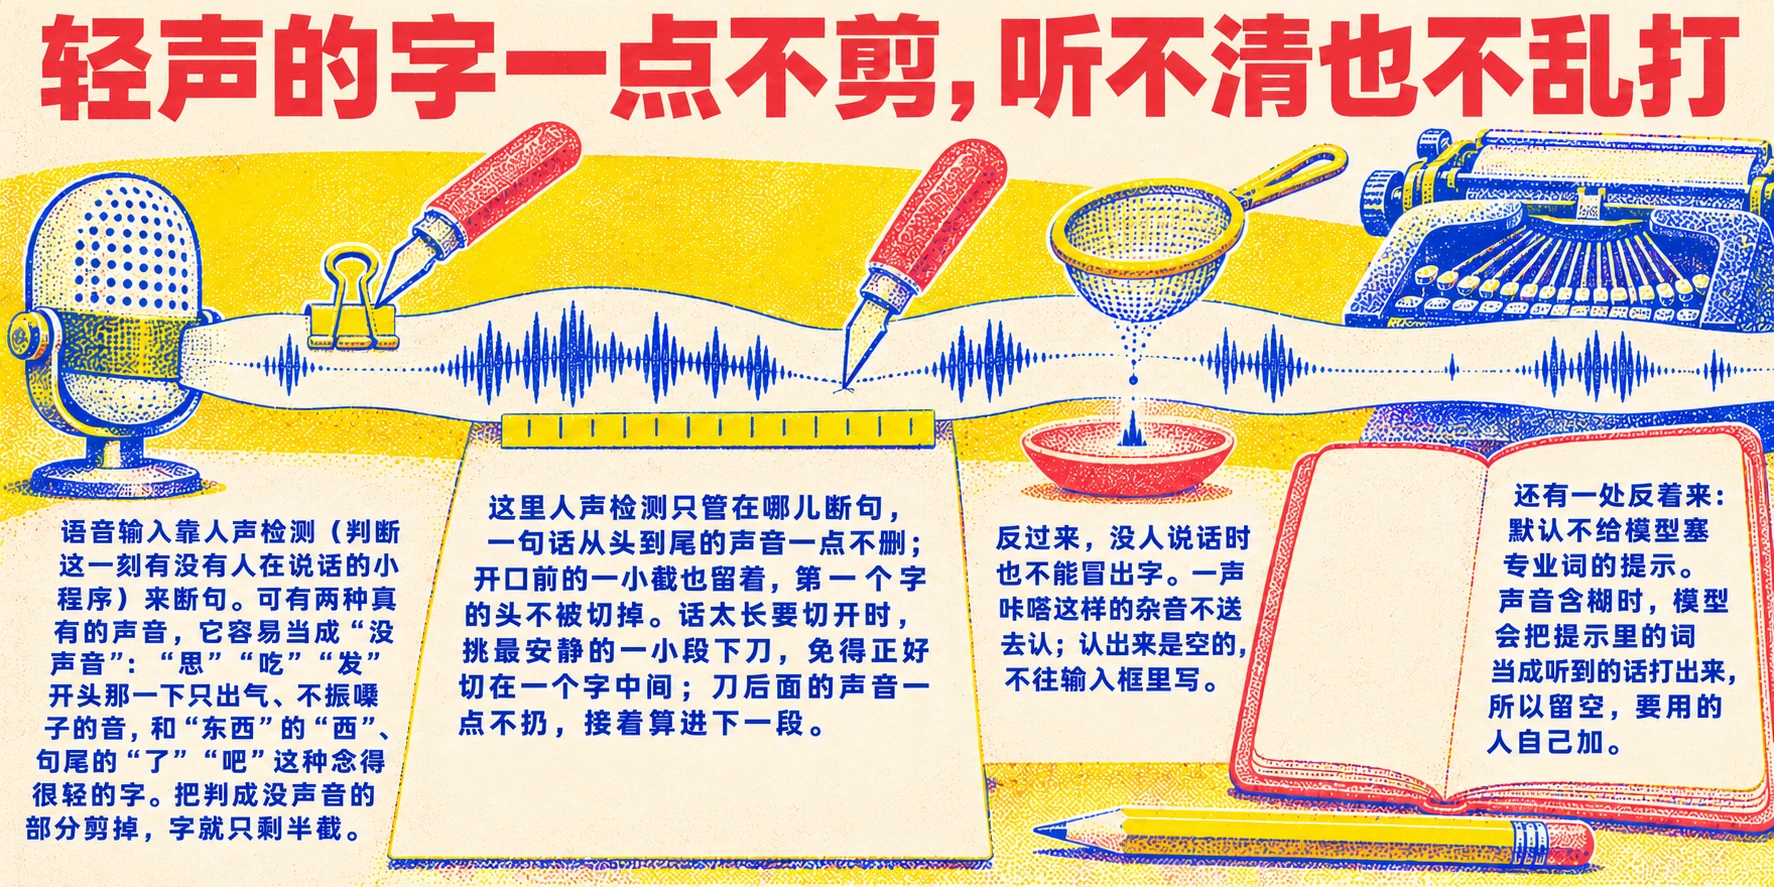 轻声的字一点不剪，听不清也不乱打
语音输入靠人声检测（判断
这一刻有没有人在说话的小
程序）来断句。可有两种真
有的声音，它容易当成“没
声音”：“思”“吃”“发”
开头那一下只出气、不振嗓
子的音，和“东西”的“西”、
句尾的“了”“吧”这种念得
很轻的字。把判成没声音的
部分剪掉，字就只剩半截。
这里人声检测只管在哪儿断句，
一句话从头到尾的声音一点不删；
开口前的一小截也留着，第一个字
的头不被切掉。话太长要切开时，
挑最安静的一小段下刀，免得正好
切在一个字中间；刀后面的声音一
点不扔，接着算进下一段。
反过来，没人说话时
也不能冒出字。一声
咔嗒这样的杂音不送
去认；认出来是空的，
不往输入框里写。
还有一处反着来：
默认不给模型塞
专业词的提示。
声音含糊时，模型
会把提示里的词
当成听到的话打出来，
所以留空，要用的
人自己加。